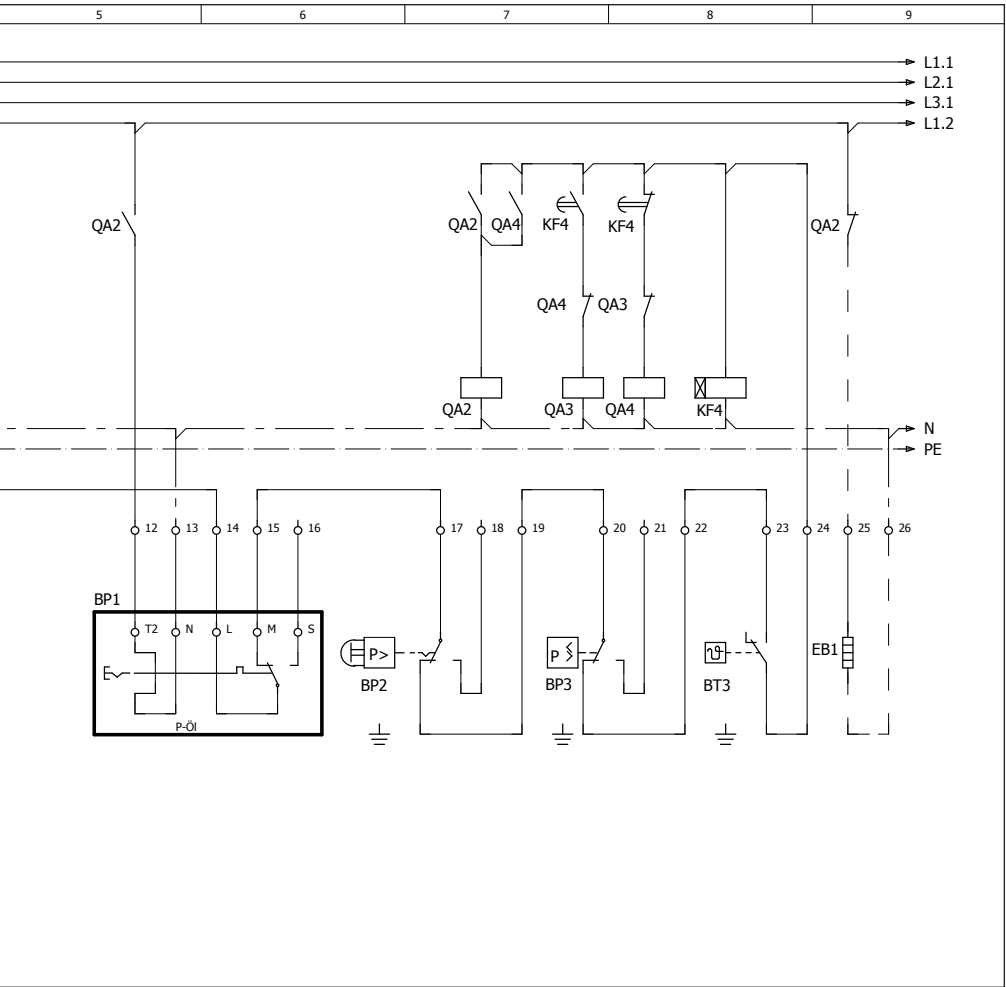 5 6 7 8 9
L1.1
L2.1
L3.1
L1.2
QA2 QA2 QA4 KF4 KF4 QA2
QA4 QA3
QA2 QA3 QA4 KF4
N
PE
12 13 14 15 16 17 18 19 20 21 22 23 24 25 26
BP1
T2 N L M S
P> P ϑ EB1
BP2 BP3 BT3
P-Öl